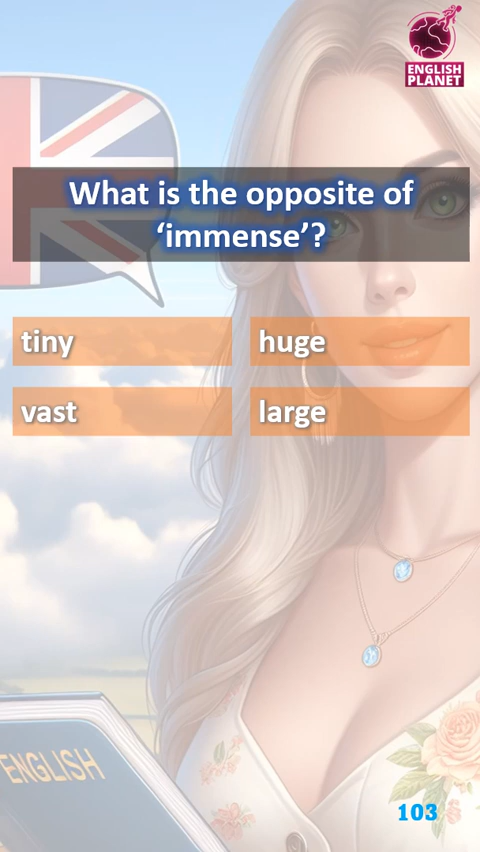 ENGLISH
PLANET
What is the opposite of
‘immense’?
tiny
huge
vast
large
ENGLISH
103